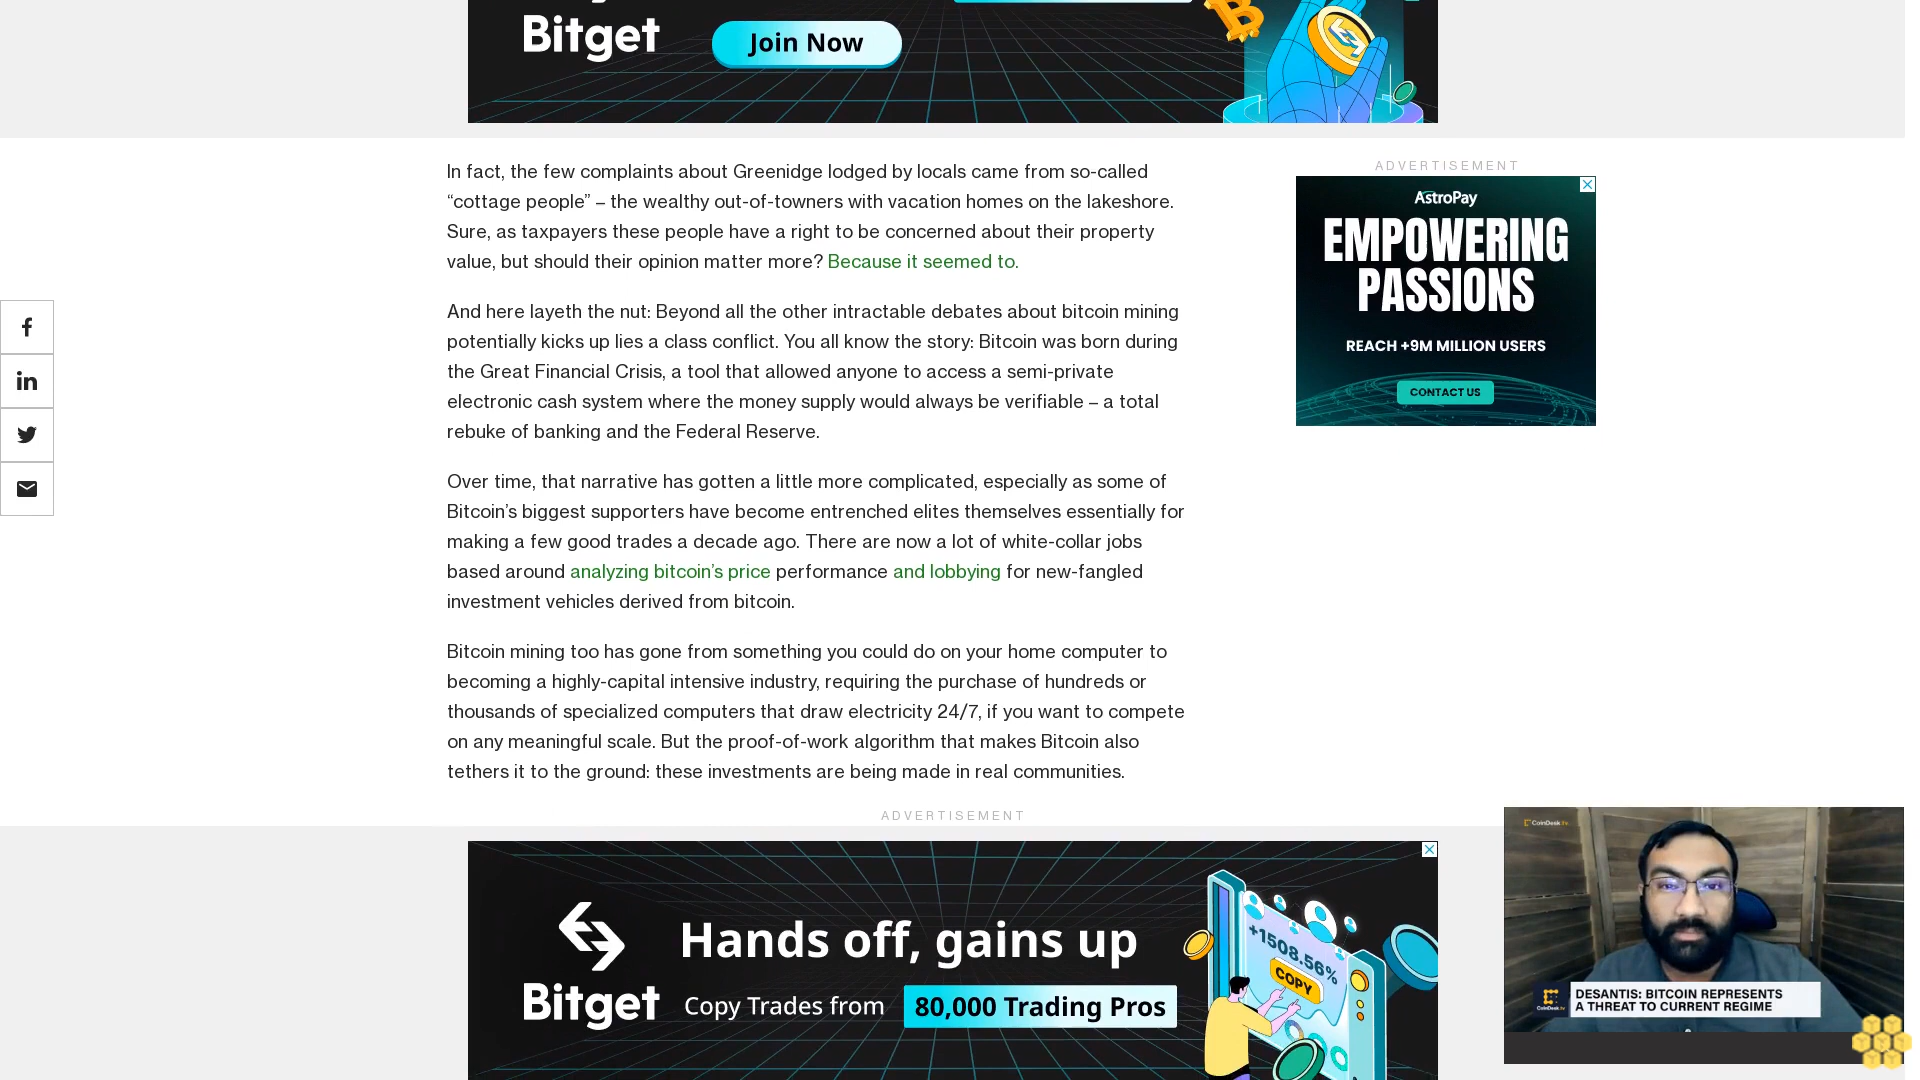 Bitget
Join Now
In fact, the few complaints about Greenidge lodged by locals came from so-called
“cottage people” – the wealthy out-of-towners with vacation homes on the lakeshore.
Sure, as taxpayers these people have a right to be concerned about their property
value, but should their opinion matter more? Because it seemed to.
And here layeth the nut: Beyond all the other intractable debates about bitcoin mining
potentially kicks up lies a class conflict. You all know the story: Bitcoin was born during
the Great Financial Crisis, a tool that allowed anyone to access a semi-private
electronic cash system where the money supply would always be verifiable – a total
rebuke of banking and the Federal Reserve.
Over time, that narrative has gotten a little more complicated, especially as some of
Bitcoin’s biggest supporters have become entrenched elites themselves essentially for
making a few good trades a decade ago. There are now a lot of white-collar jobs
based around analyzing bitcoin’s price performance and lobbying for new-fangled
investment vehicles derived from bitcoin.
Bitcoin mining too has gone from something you could do on your home computer to
becoming a highly-capital intensive industry, requiring the purchase of hundreds or
thousands of specialized computers that draw electricity 24/7, if you want to compete
on any meaningful scale. But the proof-of-work algorithm that makes Bitcoin also
tethers it to the ground: these investments are being made in real communities.
ADVERTISEMENT
AstroPay
EMPOWERING
PASSIONS
REACH +9M MILLION USERS
CONTACT US
ADVERTISEMENT
Bitget
Hands off, gains up
Copy Trades from 80,000 Trading Pros
+1508.56%
COPY
CoinDesk.tv
DESANTIS: BITCOIN REPRESENTS
A THREAT TO CURRENT REGIME
CoinDesk.tv